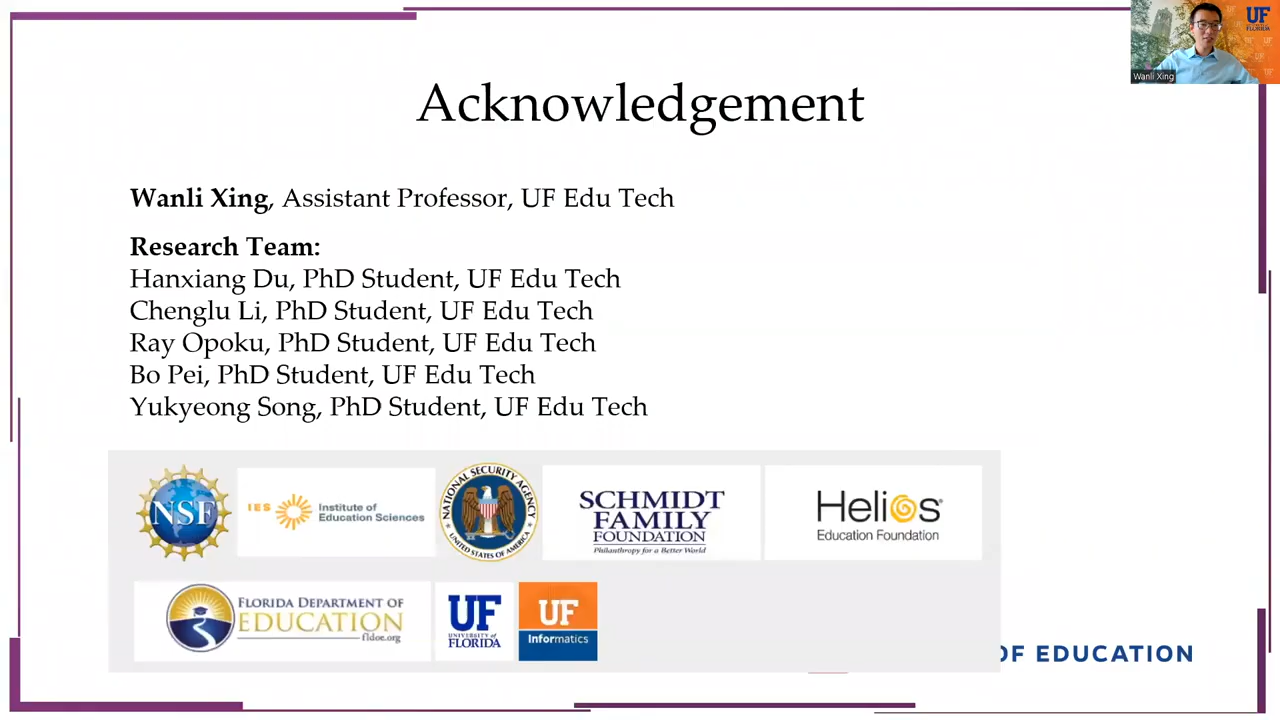 UF
FLORIDA
Wanli Xing
Acknowledgement
Wanli Xing, Assistant Professor, UF Edu Tech
Research Team:
Hanxiang Du, PhD Student, UF Edu Tech
Chenglu Li, PhD Student, UF Edu Tech
Ray Opoku, PhD Student, UF Edu Tech
Bo Pei, PhD Student, UF Edu Tech
Yukyeong Song, PhD Student, UF Edu Tech
NSF
IES
Institute of
Education Sciences
NATIONAL SECURITY AGENCY
UNITED STATES OF AMERICA
SCHMIDT
FAMILY
FOUNDATION
Philanthropy for a Better World
Helios®
Education Foundation
FLORIDA DEPARTMENT OF
EDUCATION
fldoe.org
UF
UNIVERSITY of
FLORIDA
UF
Informatics
OF EDUCATION